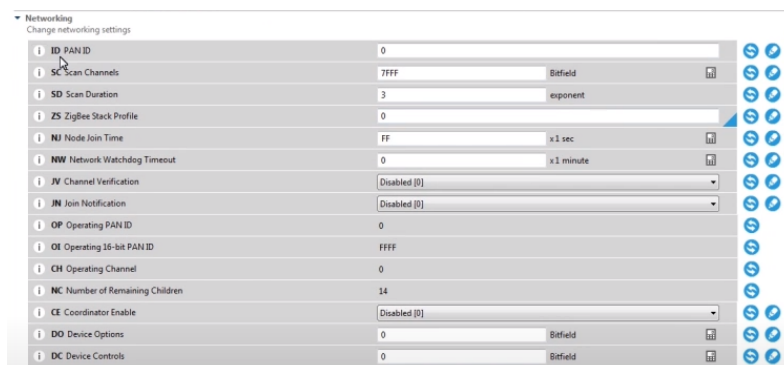 Networking
Change networking settings
i ID PAN ID 0
i SC Scan Channels 7FFF Bitfield
i SD Scan Duration 3 exponent
i ZS ZigBee Stack Profile 0
i NJ Node Join Time FF x 1 sec
i NW Network Watchdog Timeout 0 x 1 minute
i JV Channel Verification Disabled [0]
i JN Join Notification Disabled [0]
i OP Operating PAN ID 0
i OI Operating 16-bit PAN ID FFFF
i CH Operating Channel 0
i NC Number of Remaining Children 14
i CE Coordinator Enable Disabled [0]
i DO Device Options 0 Bitfield
i DC Device Controls 0 Bitfield